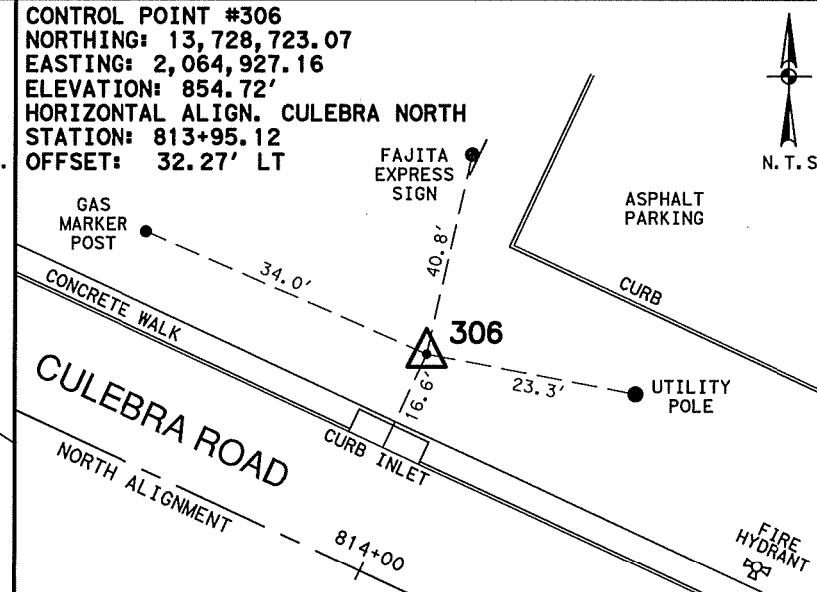 CONTROL POINT #306
NORTHING: 13,728,723.07
EASTING: 2,064,927.16
ELEVATION: 854.72'
HORIZONTAL ALIGN. CULEBRA NORTH
STATION: 813+95.12
OFFSET: 32.27' LT
N.T.S
FAJITA
EXPRESS
SIGN
ASPHALT
PARKING
GAS
MARKER
POST
40.8'
34.0'
CURB
CONCRETE WALK
306
16.6'
23.3'
UTILITY
POLE
CULEBRA ROAD
CURB INLET
NORTH ALIGNMENT
814+00
FIRE
HYDRANT